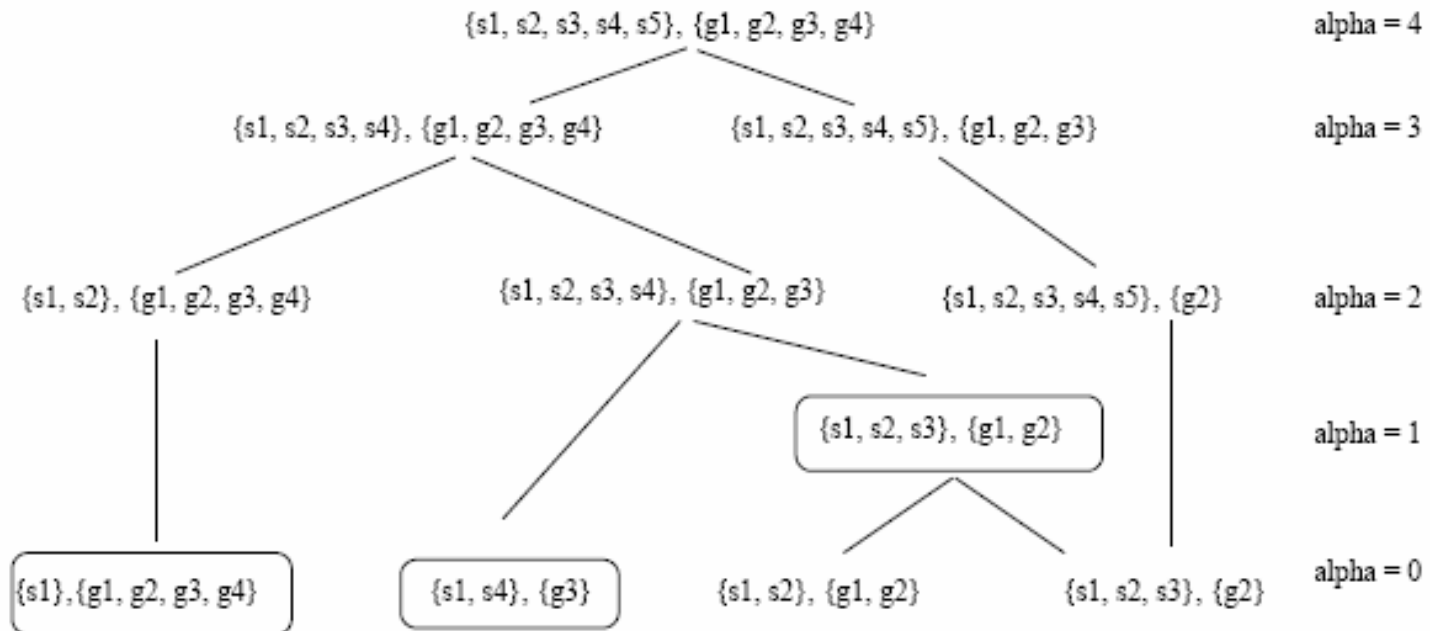 {s1, s2, s3, s4, s5}, {g1, g2, g3, g4} alpha = 4
{s1, s2, s3, s4}, {g1, g2, g3, g4} {s1, s2, s3, s4, s5}, {g1, g2, g3} alpha = 3
{s1, s2}, {g1, g2, g3, g4} {s1, s2, s3, s4}, {g1, g2, g3} {s1, s2, s3, s4, s5}, {g2} alpha = 2
{s1, s2, s3}, {g1, g2} alpha = 1
{s1},{g1, g2, g3, g4} {s1, s4}, {g3} {s1, s2}, {g1, g2} {s1, s2, s3}, {g2} alpha = 0